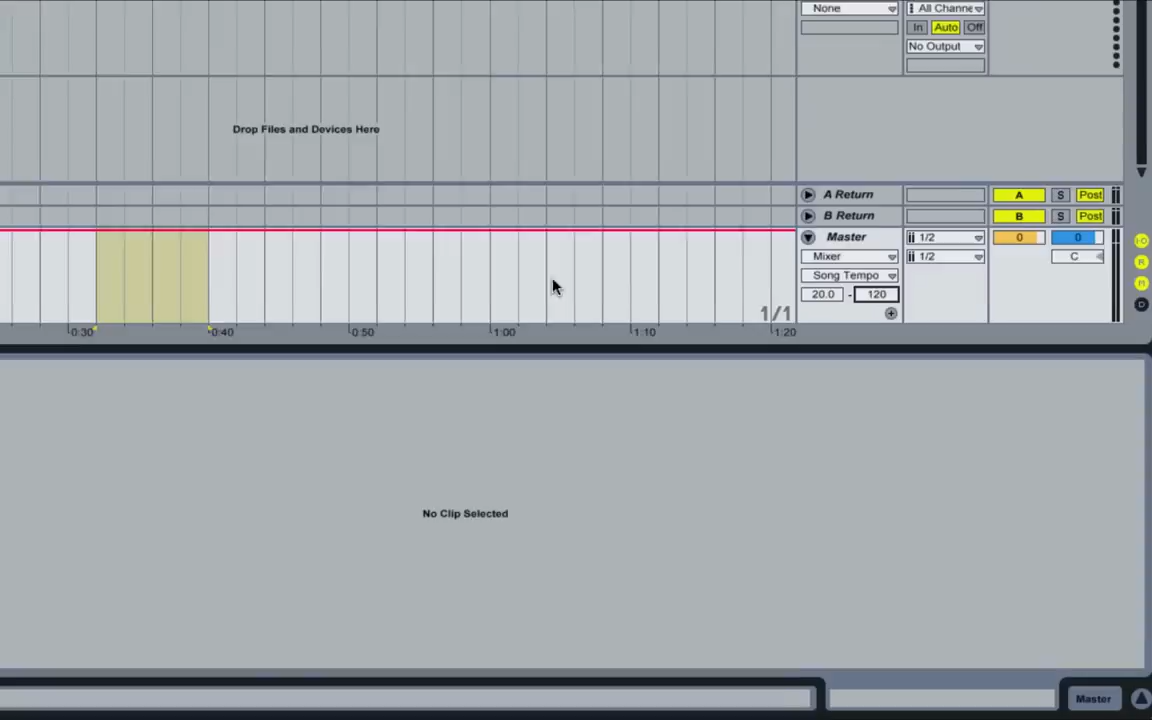 None
All Channe
In Auto Off
No Output
Drop Files and Devices Here
A Return
A S Post
B Return
B S Post
Master
1/2
0
0
Mixer
1/2
C
Song Tempo
20.0 - 120
1/1
0:30 0:40 0:50 1:00 1:10 1:20
I·O
R
M
D
No Clip Selected
Master